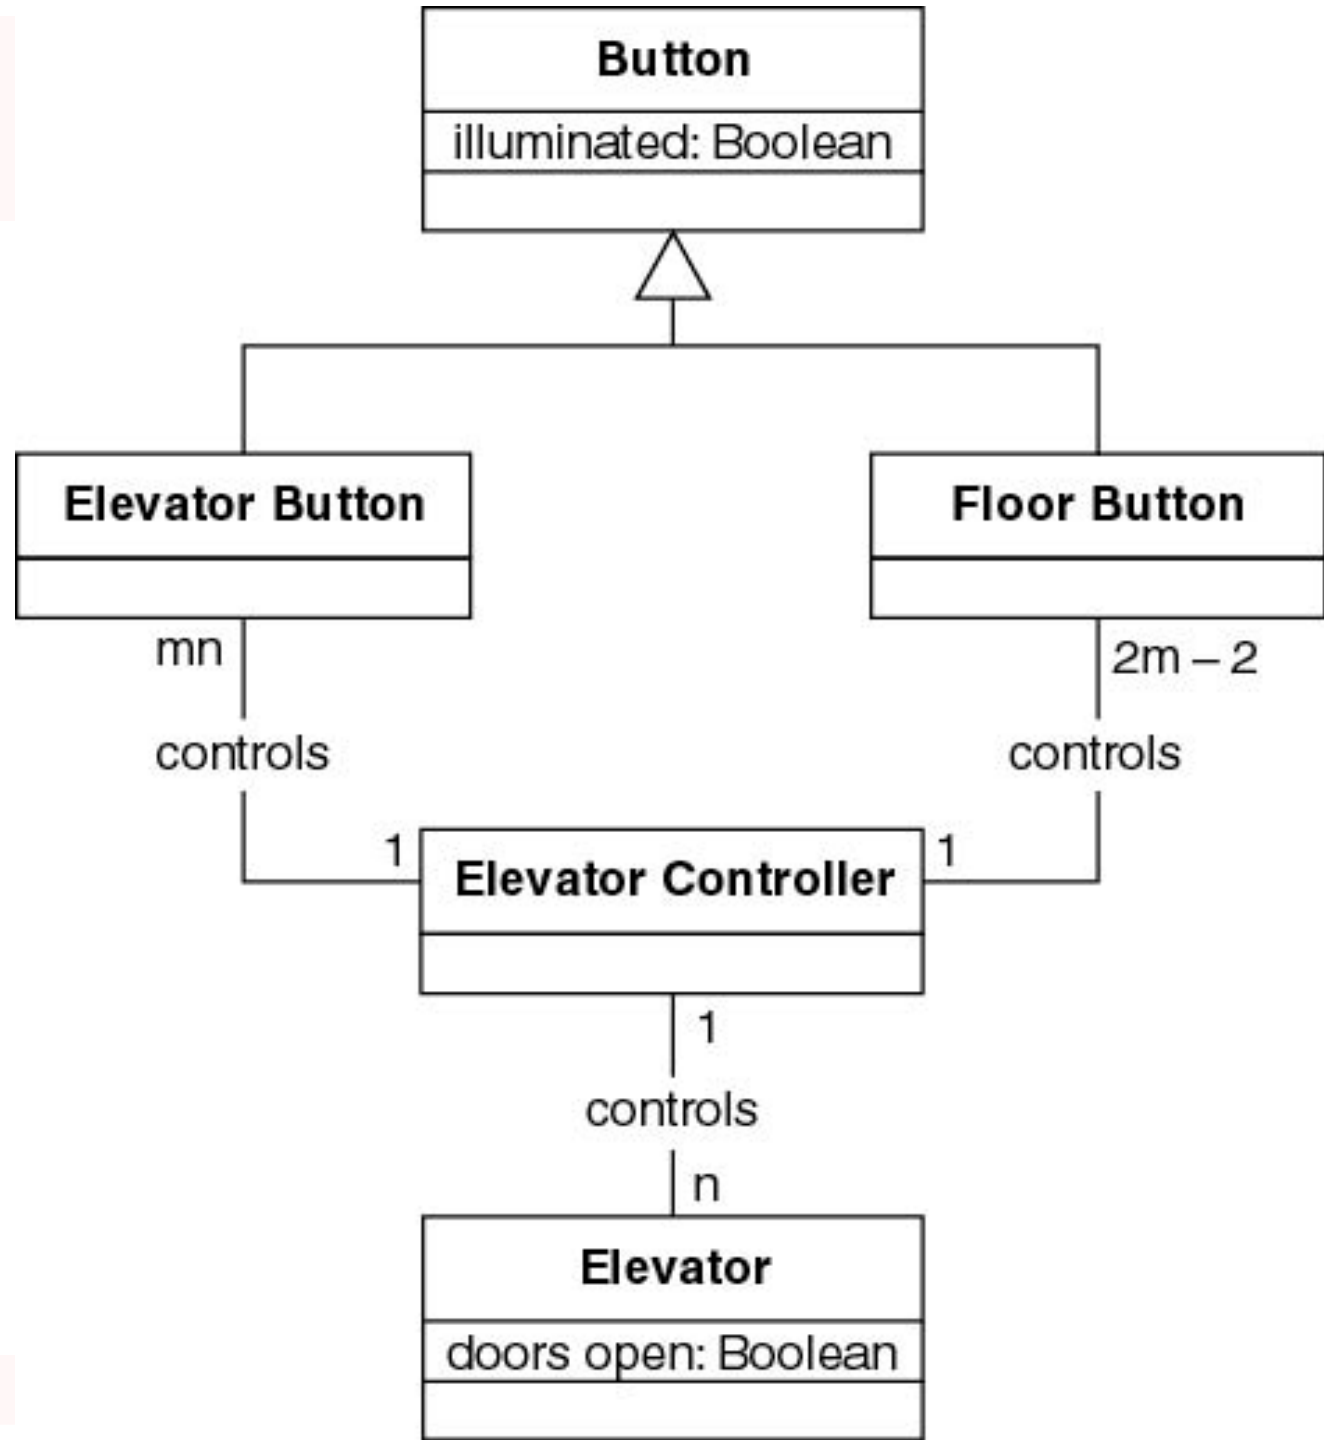 Button
illuminated: Boolean
Elevator Button
Floor Button
mn
2m – 2
controls
controls
1
Elevator Controller
1
1
controls
n
Elevator
doors open: Boolean